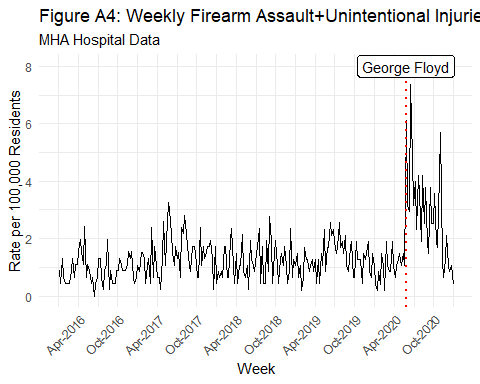 Figure A4: Weekly Firearm Assault+Unintentional Injurie
MHA Hospital Data
George Floyd
Rate per 100,000 Residents
8
6
4
2
0
Apr-2016
Oct-2016
Apr-2017
Oct-2017
Apr-2018
Oct-2018
Apr-2019
Oct-2019
Apr-2020
Oct-2020
Week